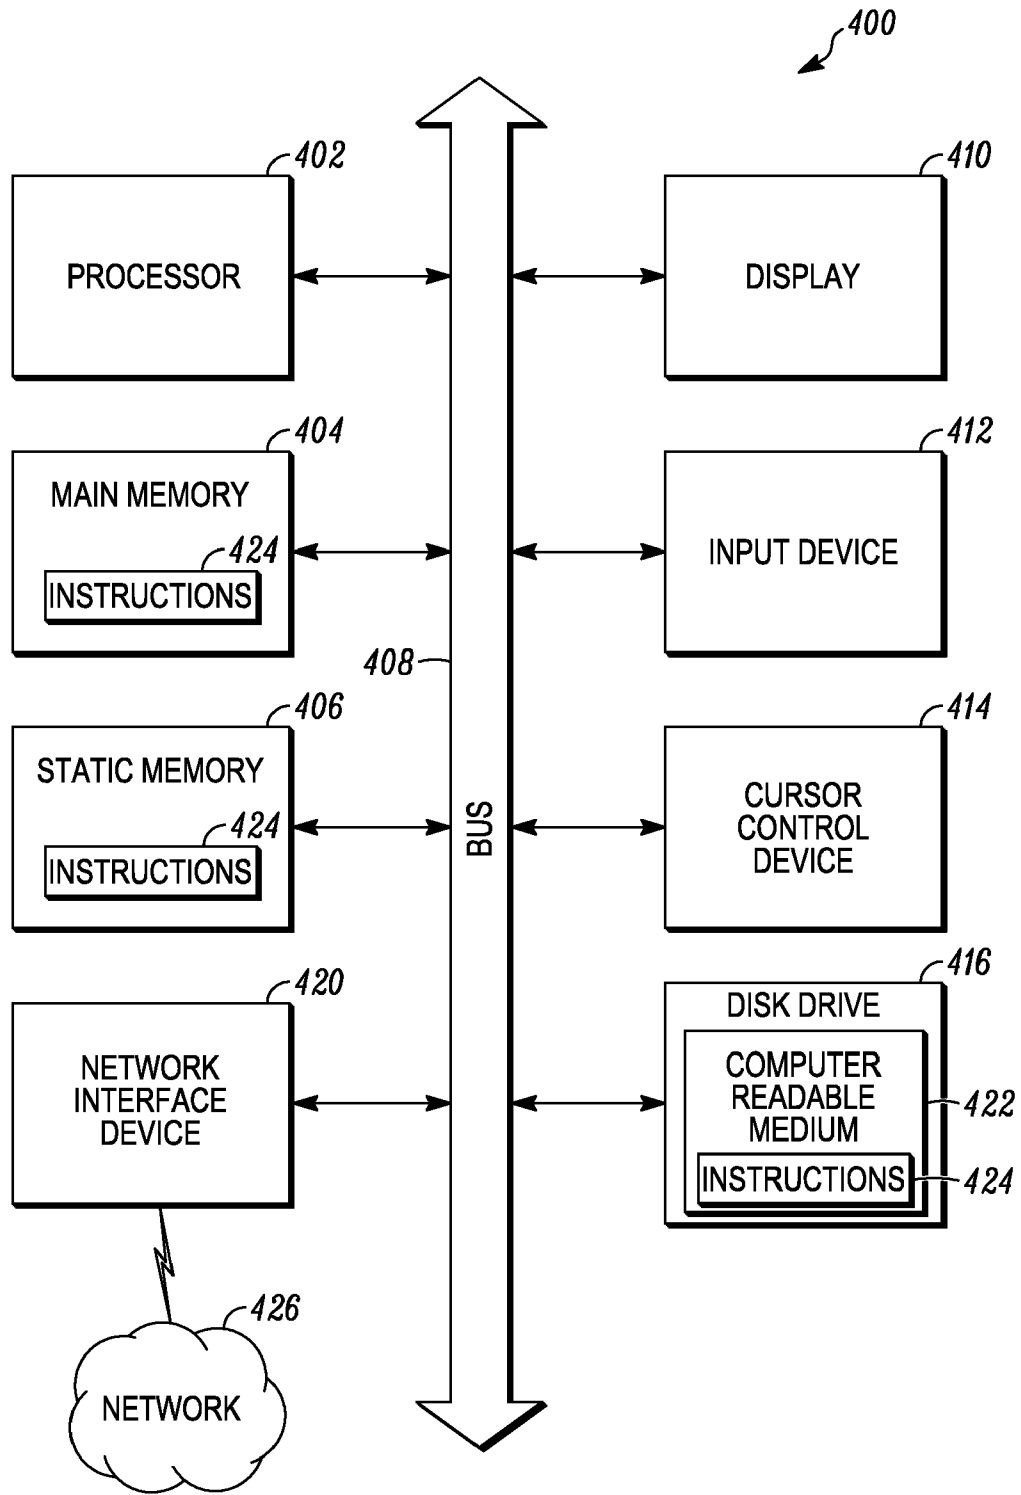 400
402
PROCESSOR
410
DISPLAY
404
MAIN MEMORY
424
INSTRUCTIONS
412
INPUT DEVICE
408
BUS
406
STATIC MEMORY
424
INSTRUCTIONS
414
CURSOR
CONTROL
DEVICE
420
NETWORK
INTERFACE
DEVICE
416
DISK DRIVE
COMPUTER
READABLE
MEDIUM
422
INSTRUCTIONS
424
426
NETWORK